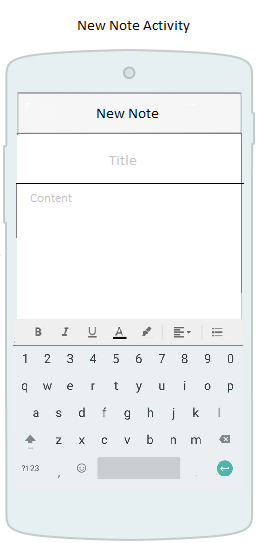 New Note Activity
New Note
Title
Content
B I U A
1 2 3 4 5 6 7 8 9 0
q w e r t y u i o p
a s d f g h j k l
z x c v b n m
?123 ,